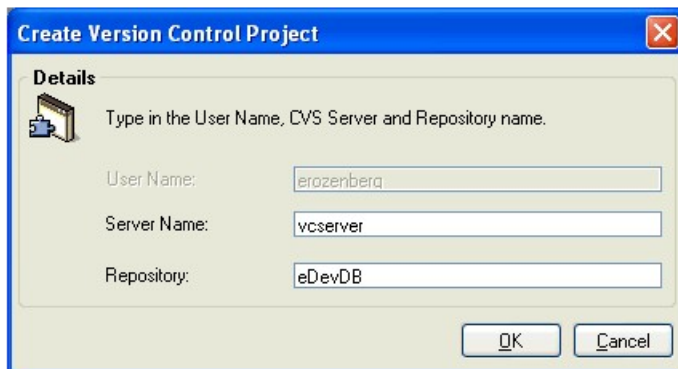 Create Version Control Project
Details
Type in the User Name, CVS Server and Repository name.
User Name: erozenberg
Server Name: vcserver
Repository: eDevDB
OK Cancel